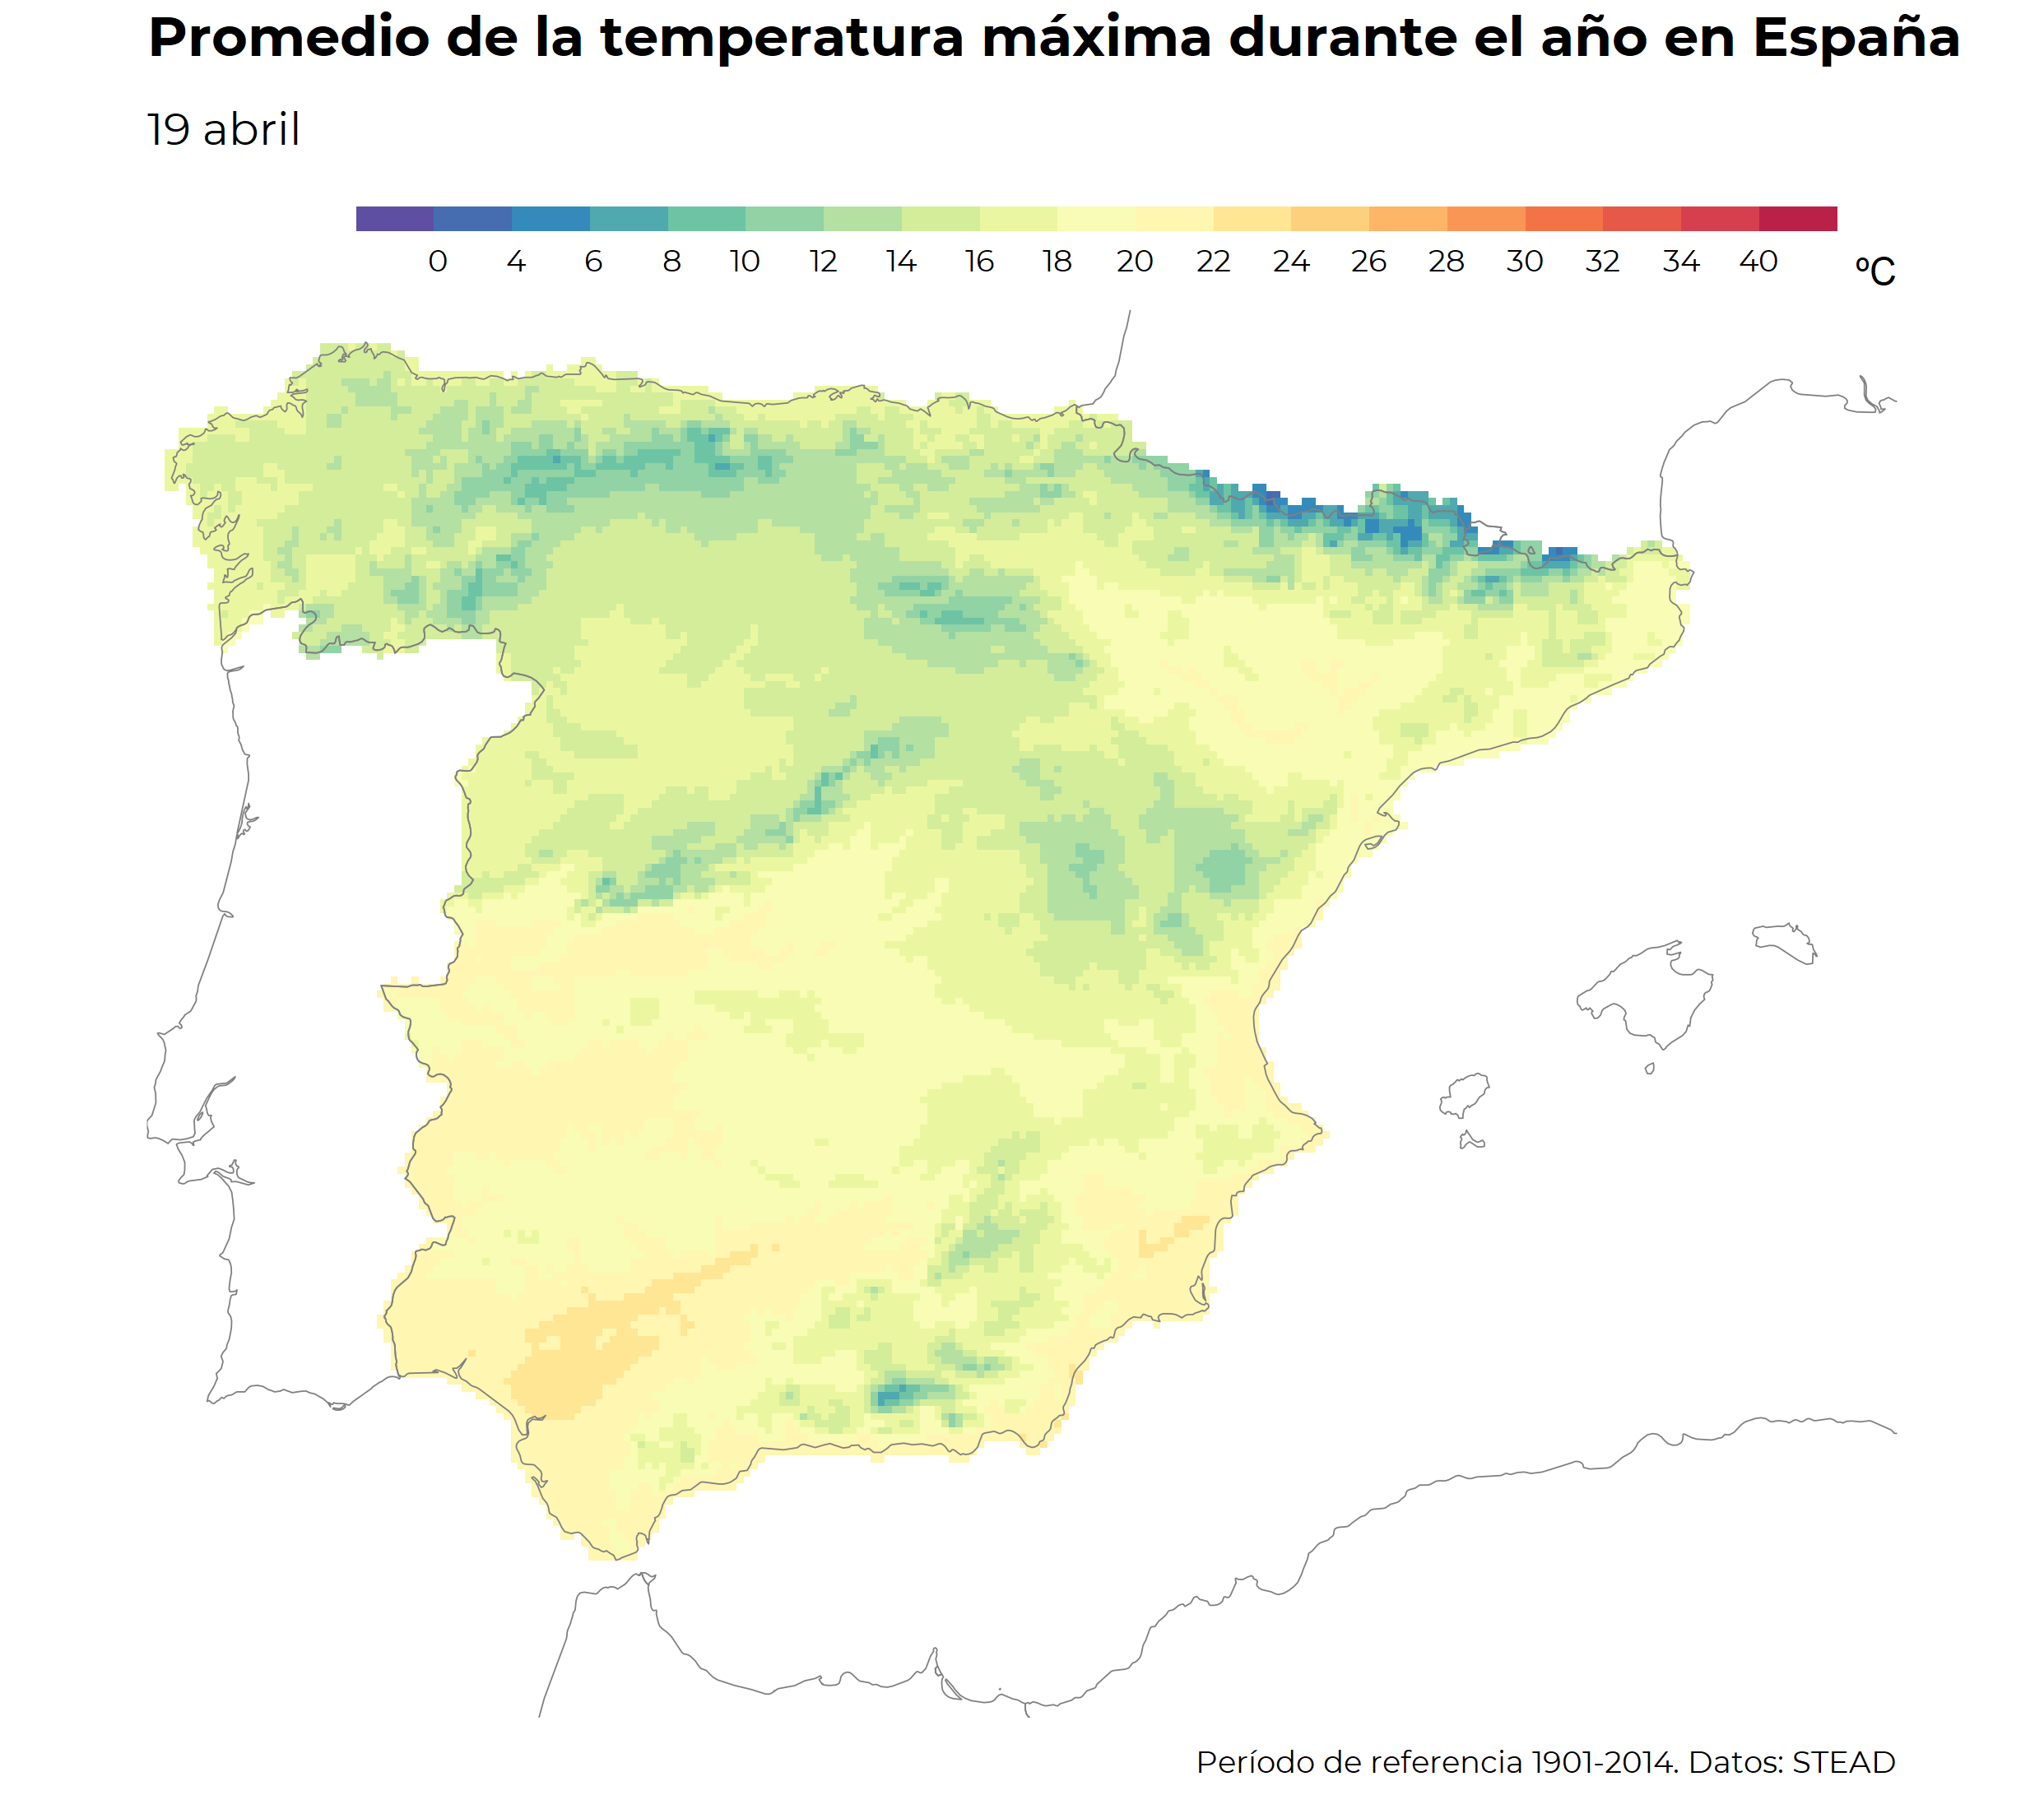 Promedio de la temperatura máxima durante el año en España
19 abril
0 4 6 8 10 12 14 16 18 20 22 24 26 28 30 32 34 40 ºC
Período de referencia 1901-2014. Datos: STEAD